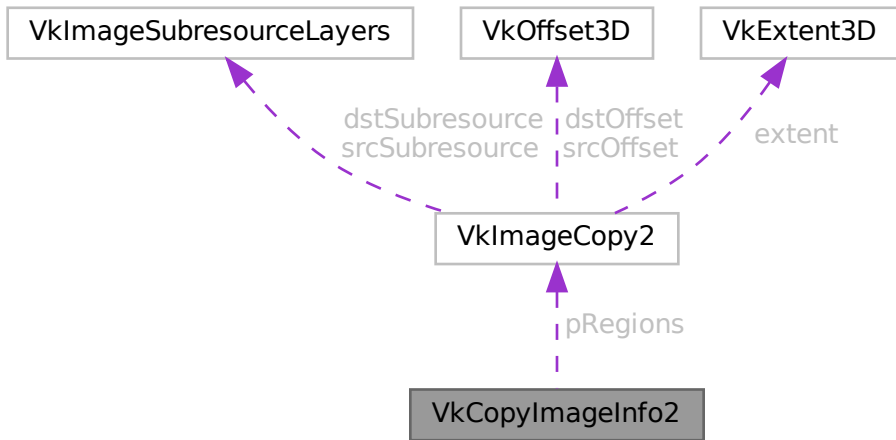 VkImageSubresourceLayers
VkOffset3D
VkExtent3D
dstSubresource
srcSubresource
dstOffset
srcOffset
extent
VkImageCopy2
pRegions
VkCopyImageInfo2